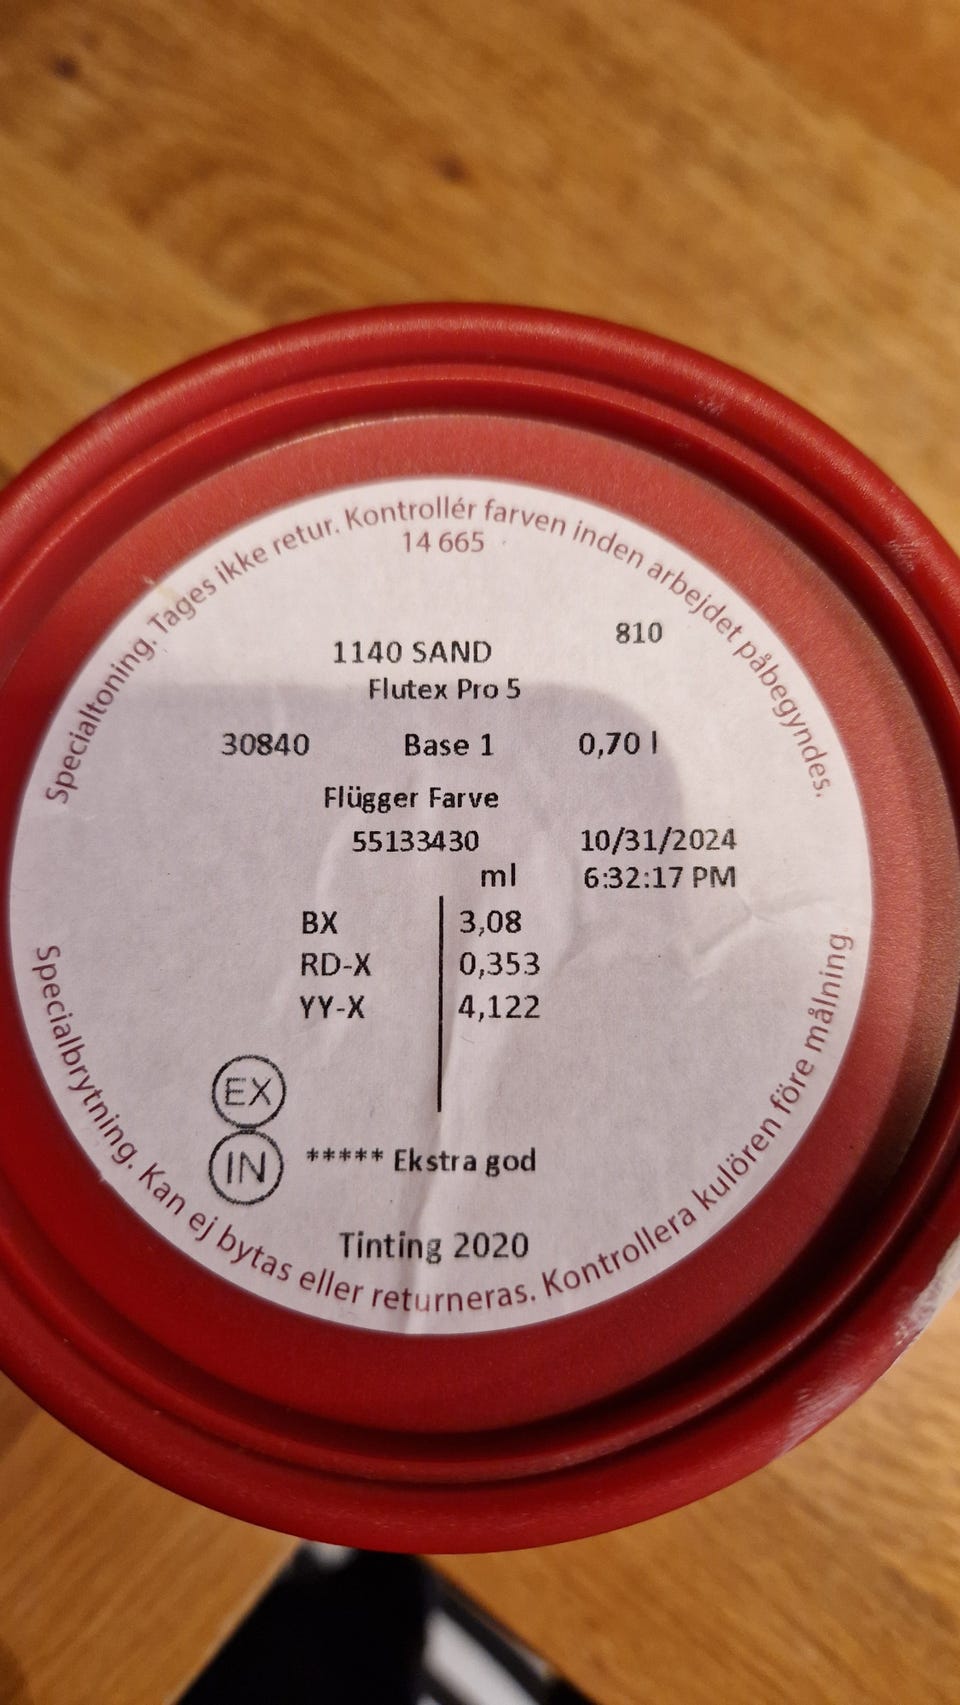 Specialtoning. Tages ikke retur. Kontrollér farven inden arbejdet påbegyndes.
14 665
810
1140 SAND
Flutex Pro 5
30840 Base 1 0,70 l
Flügger Farve
55133430 10/31/2024
ml 6:32:17 PM
BX 3,08
RD-X 0,353
YY-X 4,122
EX
IN ***** Ekstra god
Tinting 2020
Specialbrytning. Kan ej bytas eller returneras. Kontrollera kulören före målning.